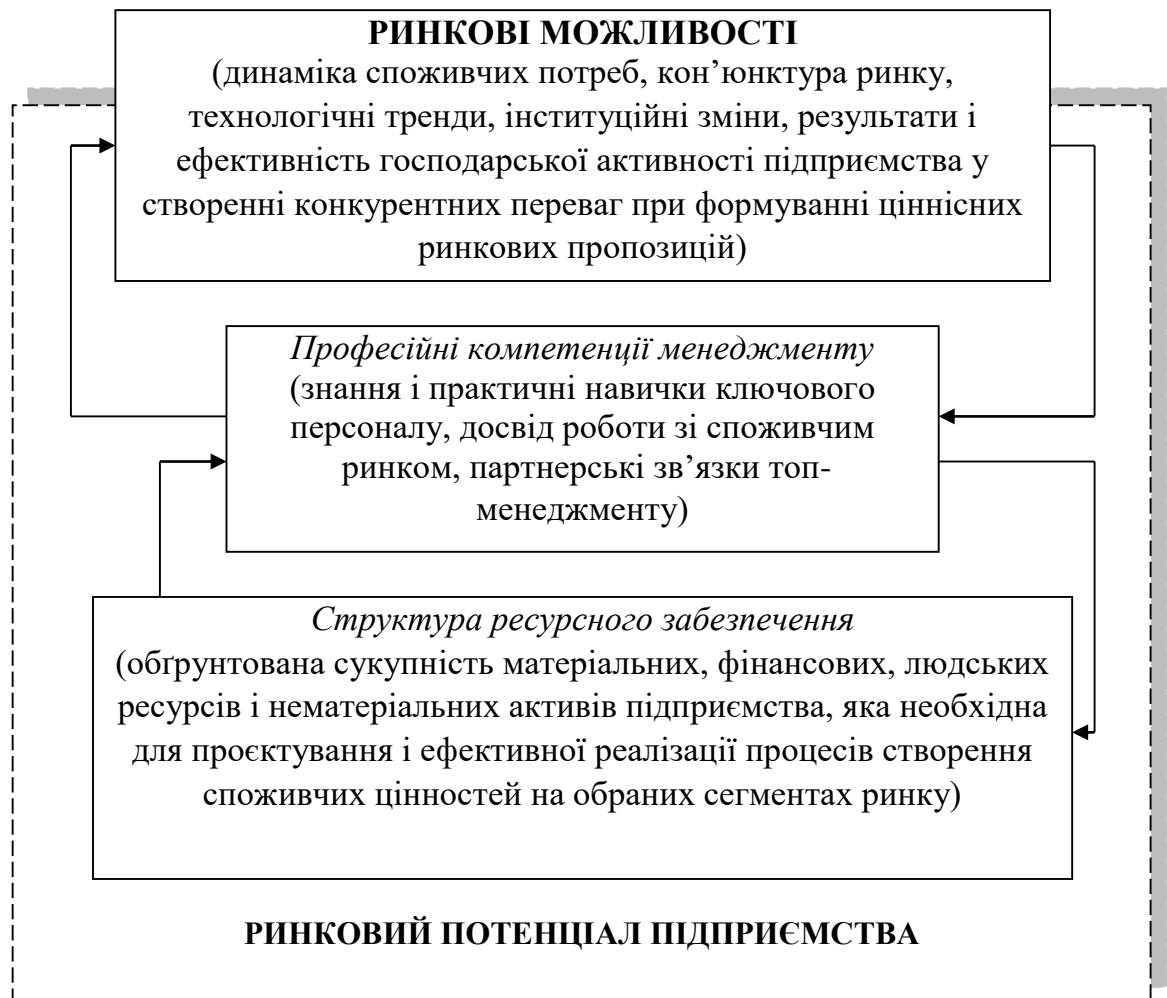 РИНКОВІ МОЖЛИВОСТІ
(динаміка споживчих потреб, кон’юнктура ринку,
технологічні тренди, інституційні зміни, результати і
ефективність господарської активності підприємства у
створенні конкурентних переваг при формуванні ціннісних
ринкових пропозицій)
Професійні компетенції менеджменту
(знання і практичні навички ключового
персоналу, досвід роботи зі споживчим
ринком, партнерські зв’язки топ-
менеджменту)
Структура ресурсного забезпечення
(обґрунтована сукупність матеріальних, фінансових, людських
ресурсів і нематеріальних активів підприємства, яка необхідна
для проєктування і ефективної реалізації процесів створення
споживчих цінностей на обраних сегментах ринку)
РИНКОВИЙ ПОТЕНЦІАЛ ПІДПРИЄМСТВА